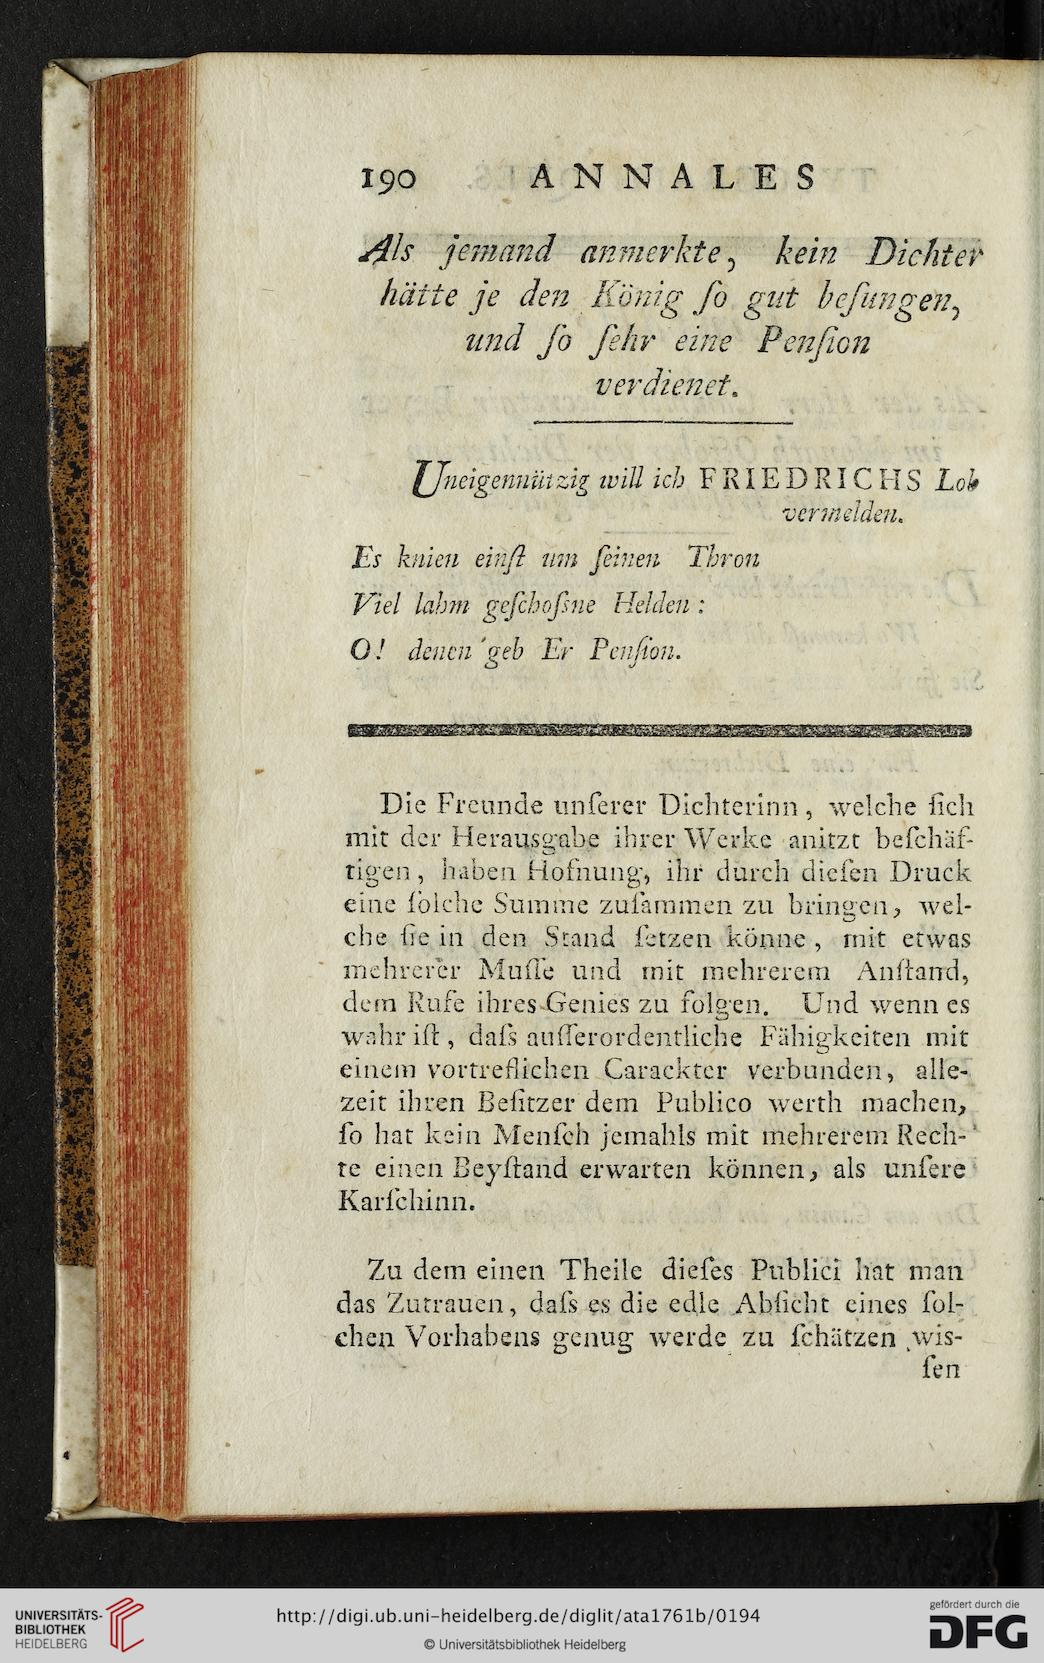 190 ANNALES
Als jemand anmerkte, kein Dichter
hätte je den König ſo gut beſungen,
und ſo ſehr eine Penſion
verdienet.
Uneigennützig will ich FRIEDRICHS Lob
vermelden.
Es knien einſt um ſeinen Thron
Viel lahm geſchoſsne Helden :
O! denen geb Er Penſion.
Die Freunde unſerer Dichterinn, welche ſich
mit der Herausgabe ihrer Werke anitzt beſchäf-
tigen, haben Hofnung, ihr durch dieſen Druck
eine ſolche Summe zuſammen zu bringen, wel-
che ſie in den Stand ſetzen könne, mit etwas
mehrerer Muſſe und mit mehrerem Anſtand,
dem Rufe ihres Genies zu folgen. Und wenn es
wahr iſt, daſs auſſerordentliche Fähigkeiten mit
einem vortreflichen Carackter verbunden, alle-
zeit ihren Beſitzer dem Publico werth machen,
ſo hat kein Menſch jemahls mit mehrerem Rech-
te einen Beyſtand erwarten können, als unſere
Karſchinn.
Zu dem einen Theile dieſes Publici hat man
das Zutrauen, daſs es die edle Abſicht eines ſol-
chen Vorhabens genug werde zu ſchätzen wis-
ſen
UNIVERSITÄTS-
BIBLIOTHEK
HEIDELBERG
http://digi.ub.uni-heidelberg.de/diglit/ata1761b/0194
© Universitätsbibliothek Heidelberg
gefördert durch die
DFG